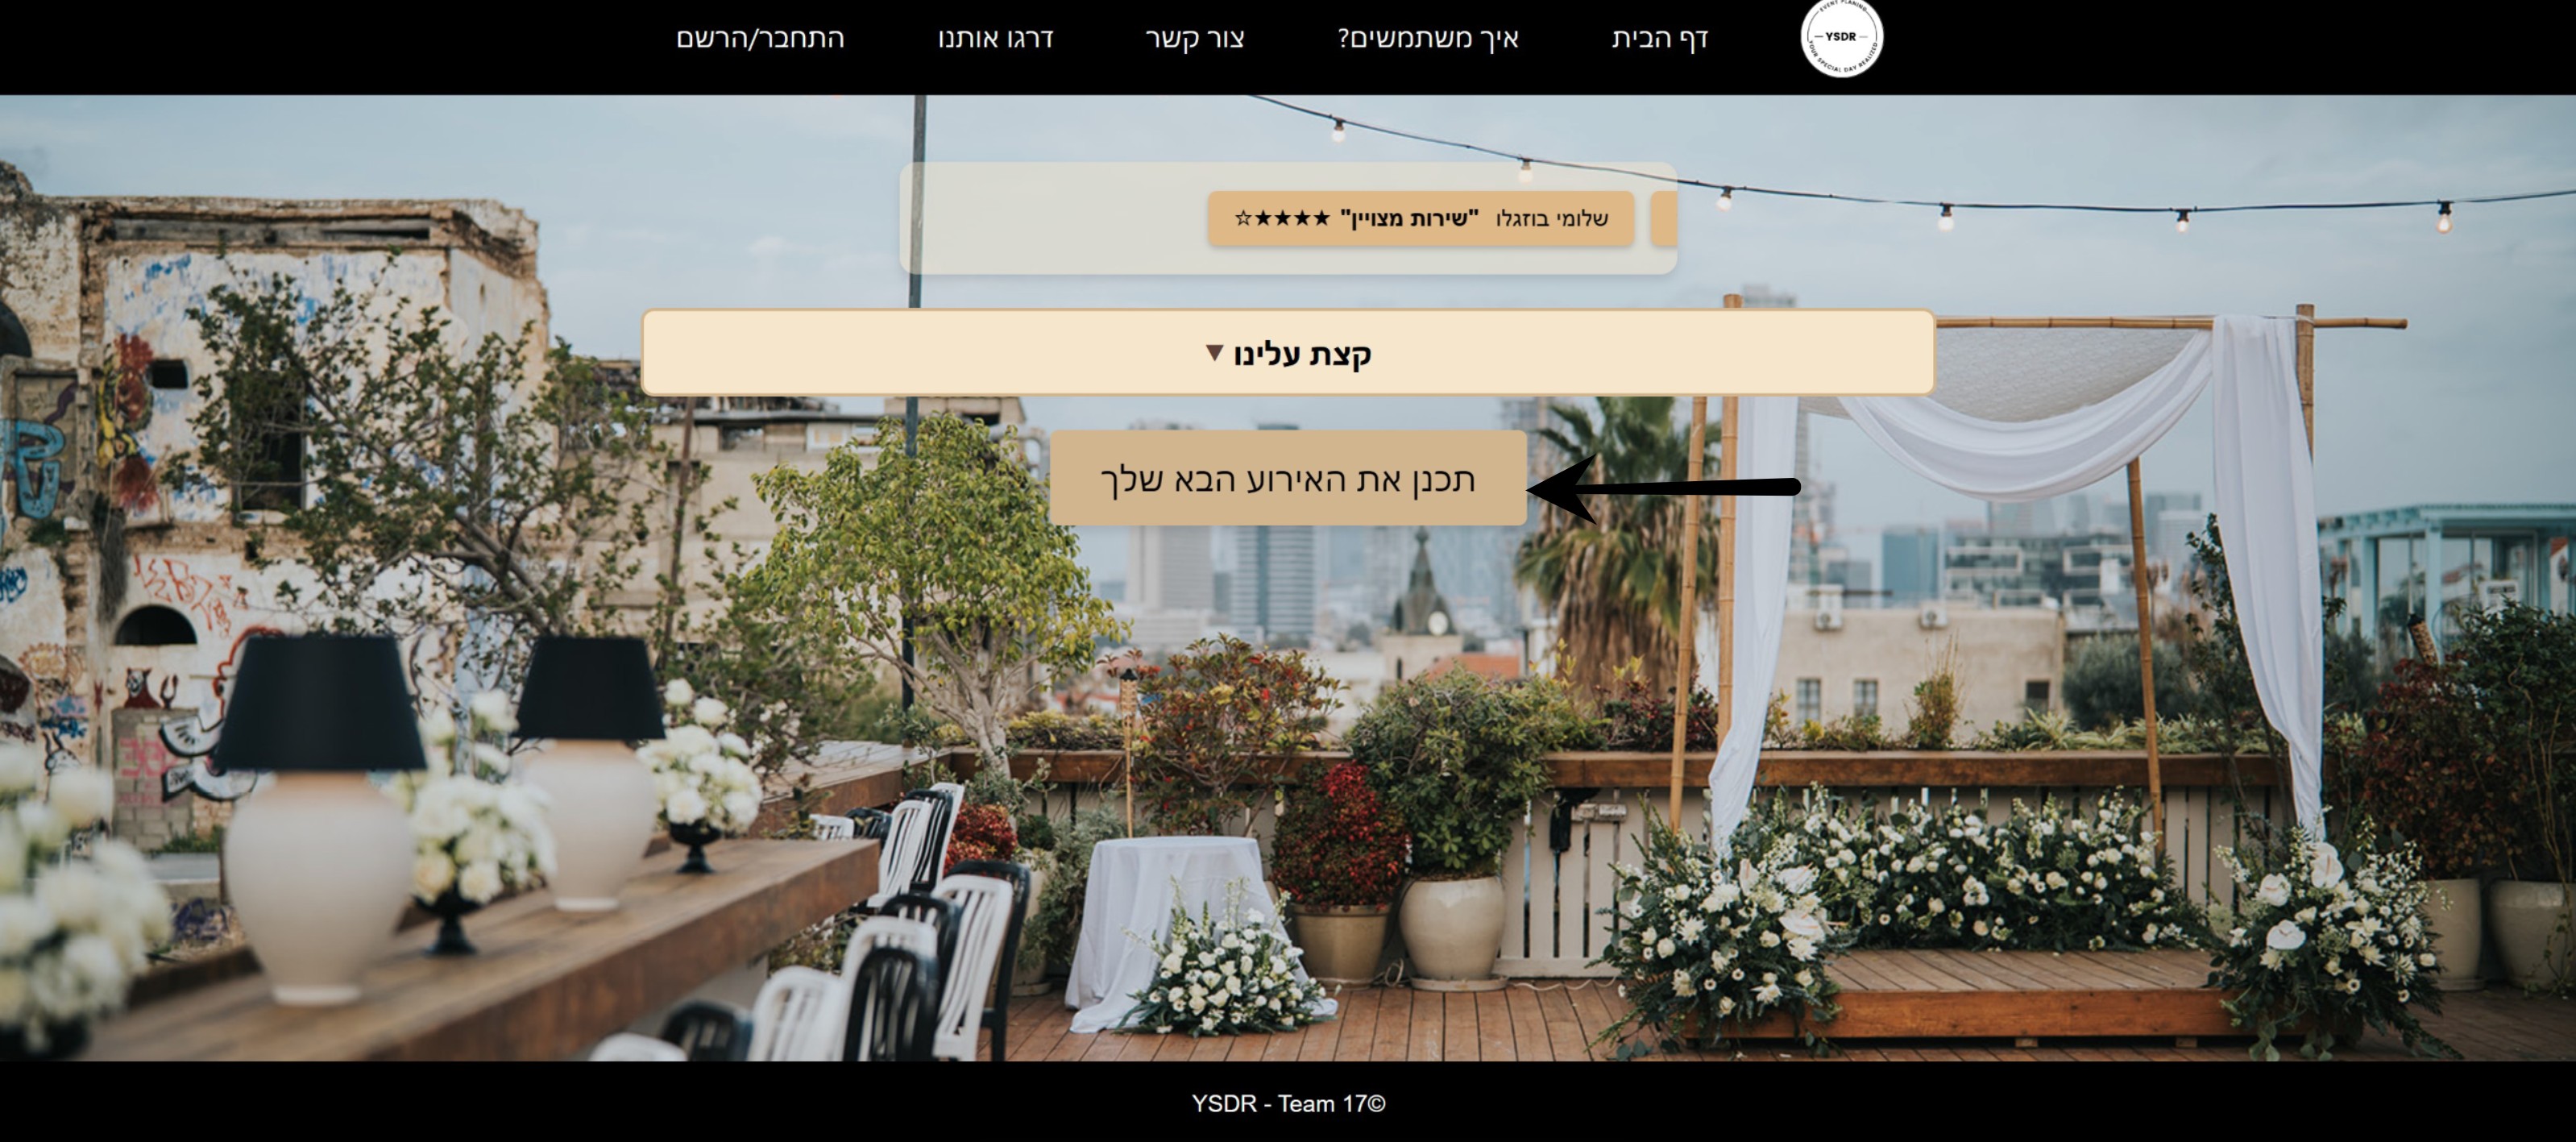 EVENT PLANING
YSDR
YOUR SPECIAL DAY REALIZED
דף הבית
איך משתמשים?
צור קשר
דרגו אותנו
התחבר/הרשם
שלומי בוזגלו "שירות מצויין" ★★★★☆
קצת עלינו ▼
תכנן את האירוע הבא שלך
YSDR - Team 17©